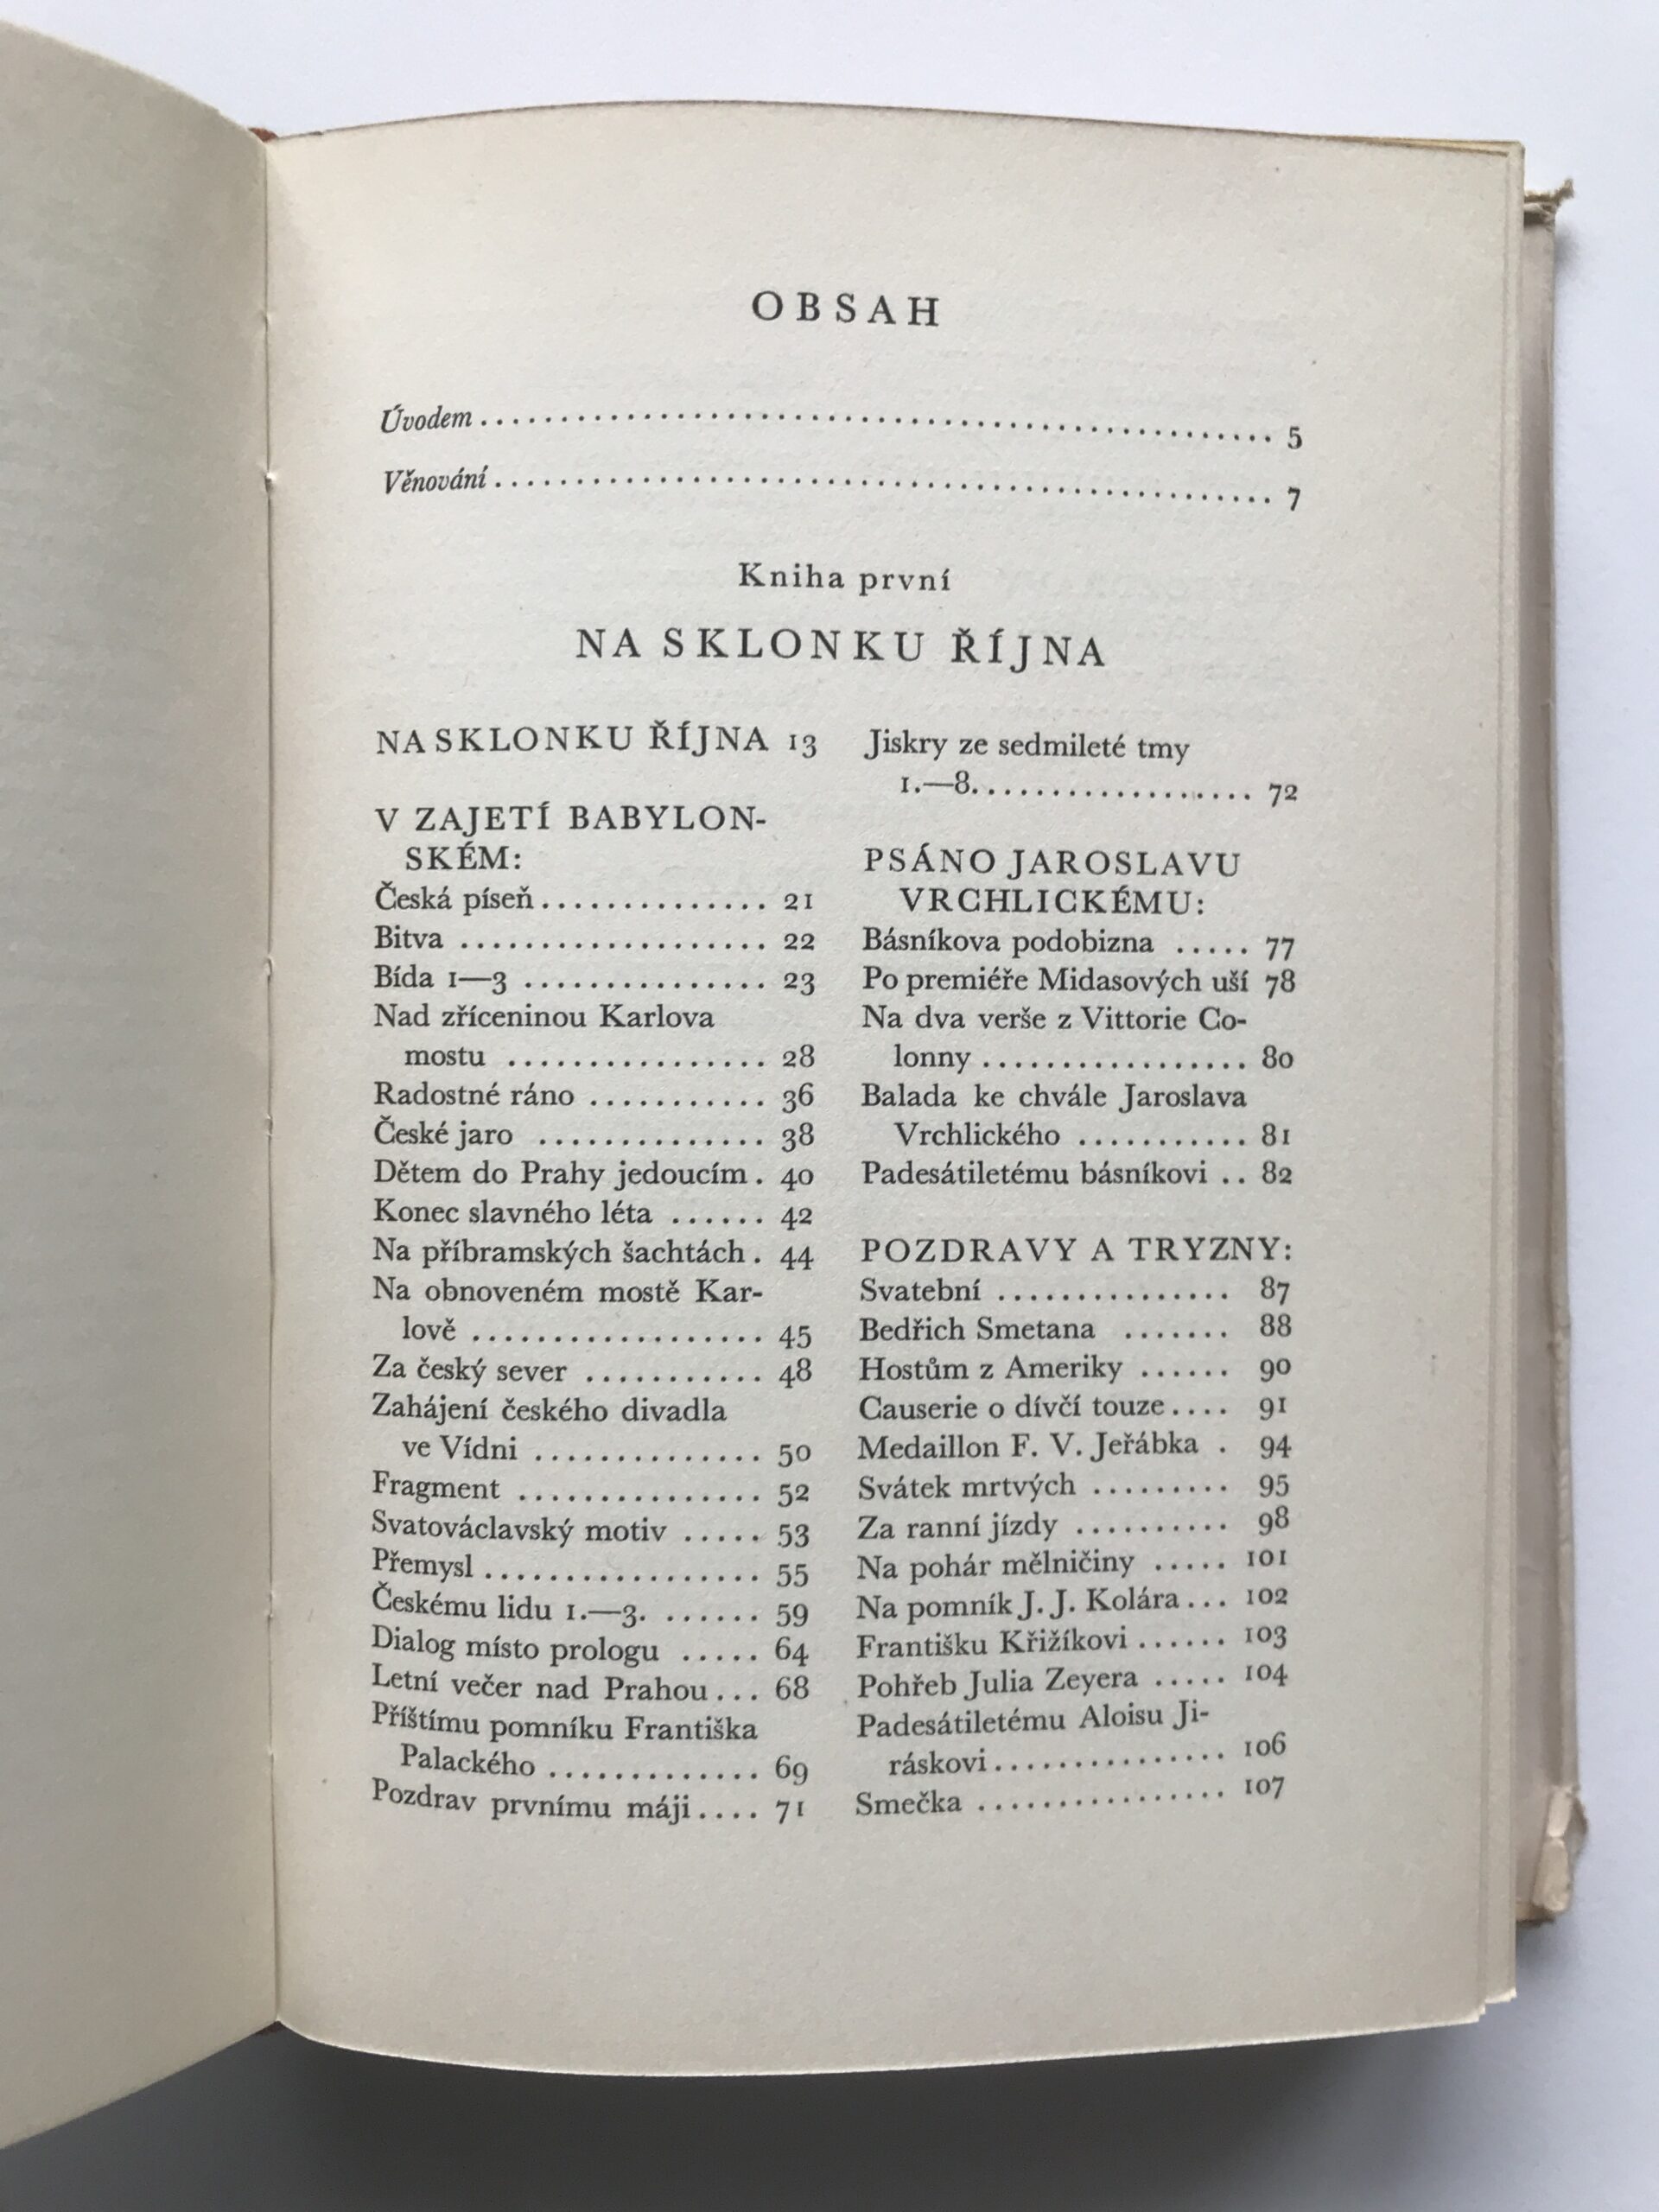 OBSAH
Úvodem ........................................ 5
Věnování ....................................... 7
Kniha první
NA SKLONKU ŘÍJNA
NA SKLONKU ŘÍJNA 13
V ZAJETÍ BABYLON-
SKÉM:
Česká píseň .............. 21
Bitva ................... 22
Bída 1—3 ............... 23
Nad zříceninou Karlova
mostu ................ 28
Radostné ráno ........... 36
České jaro .............. 38
Dětem do Prahy jedoucím . 40
Konec slavného léta ...... 42
Na příbramských šachtách . 44
Na obnoveném mostě Kar-
lově .................. 45
Za český sever ........... 48
Zahájení českého divadla
ve Vídni .............. 50
Fragment ............... 52
Svatováclavský motiv ..... 53
Přemysl ................. 55
Českému lidu 1.—3. ...... 59
Dialog místo prologu ..... 64
Letní večer nad Prahou ... 68
Příštímu pomníku Františka
Palackého ............. 69
Pozdrav prvnímu máji .... 71
Jiskry ze sedmileté tmy
1.—8. ................. 72
PSÁNO JAROSLAVU
VRCHLICKÉMU:
Básníkova podobizna ..... 77
Po premiéře Midasových uší 78
Na dva verše z Vittorie Co-
lonny ................. 80
Balada ke chvále Jaroslava
Vrchlického ........... 81
Padesátiletému básníkovi .. 82
POZDRAVY A TRYZNY:
Svatební ............... 87
Bedřich Smetana ....... 88
Hostům z Ameriky ...... 90
Causerie o dívčí touze .... 91
Medaillon F. V. Jeřábka . 94
Svátek mrtvých ......... 95
Za ranní jízdy .......... 98
Na pohár mělničiny ..... 101
Na pomník J. J. Kolára ... 102
Františku Křižíkovi ...... 103
Pohřeb Julia Zeyera ..... 104
Padesátiletému Aloisu Ji-
ráskovi ............... 106
Smečka ................ 107